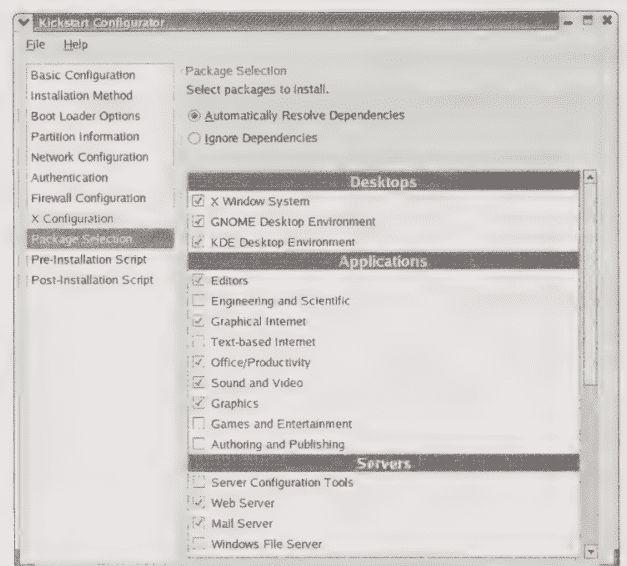 Kickstart Configurator
File Help
Basic Configuration
Installation Method
Boot Loader Options
Partition Information
Network Configuration
Authentication
Firewall Configuration
X Configuration
Package Selection
Pre-Installation Script
Post-Installation Script
Package Selection
Select packages to install.
Automatically Resolve Dependencies
Ignore Dependencies
Desktops
X Window System
GNOME Desktop Environment
KDE Desktop Environment
Applications
Editors
Engineering and Scientific
Graphical Internet
Text-based Internet
Office/Productivity
Sound and Video
Graphics
Games and Entertainment
Authoring and Publishing
Servers
Server Configuration Tools
Web Server
Mail Server
Windows File Server